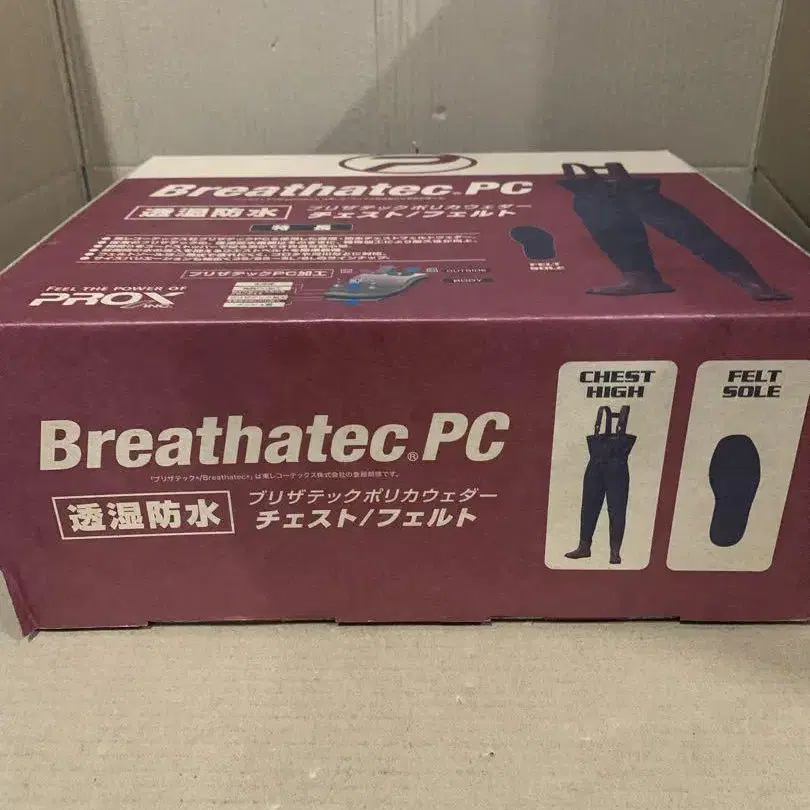 Breathatec® PC
透湿防水
ブリザテックポリカウェダー
チェスト/フェルト
特長
ブリザテックPC加工
OUTSIDE
BODY
FEEL THE POWER OF
PROX INC.
FELT
SOLE
Breathatec® PC
「ブリザテック®/Breathatec®」は東レコーテックス株式会社の登録商標です。
透湿防水
ブリザテックポリカウェダー
チェスト/フェルト
CHEST
HIGH
FELT
SOLE